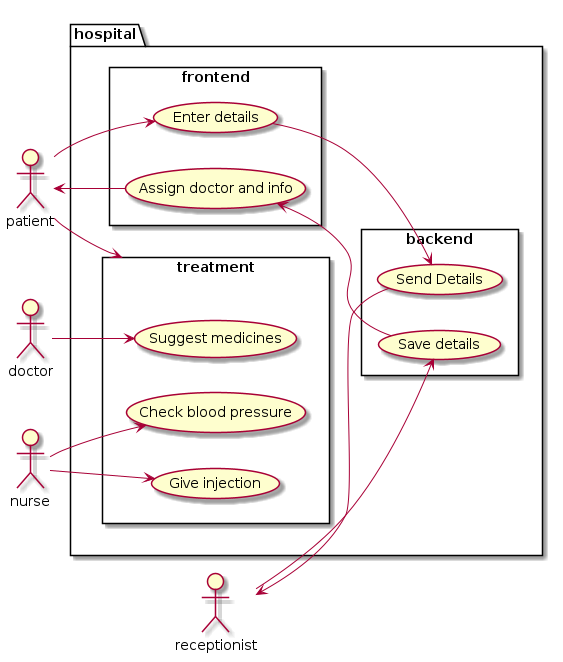 hospital
frontend
Enter details
Assign doctor and info
patient
backend
Send Details
Save details
treatment
Suggest medicines
doctor
Check blood pressure
Give injection
nurse
receptionist